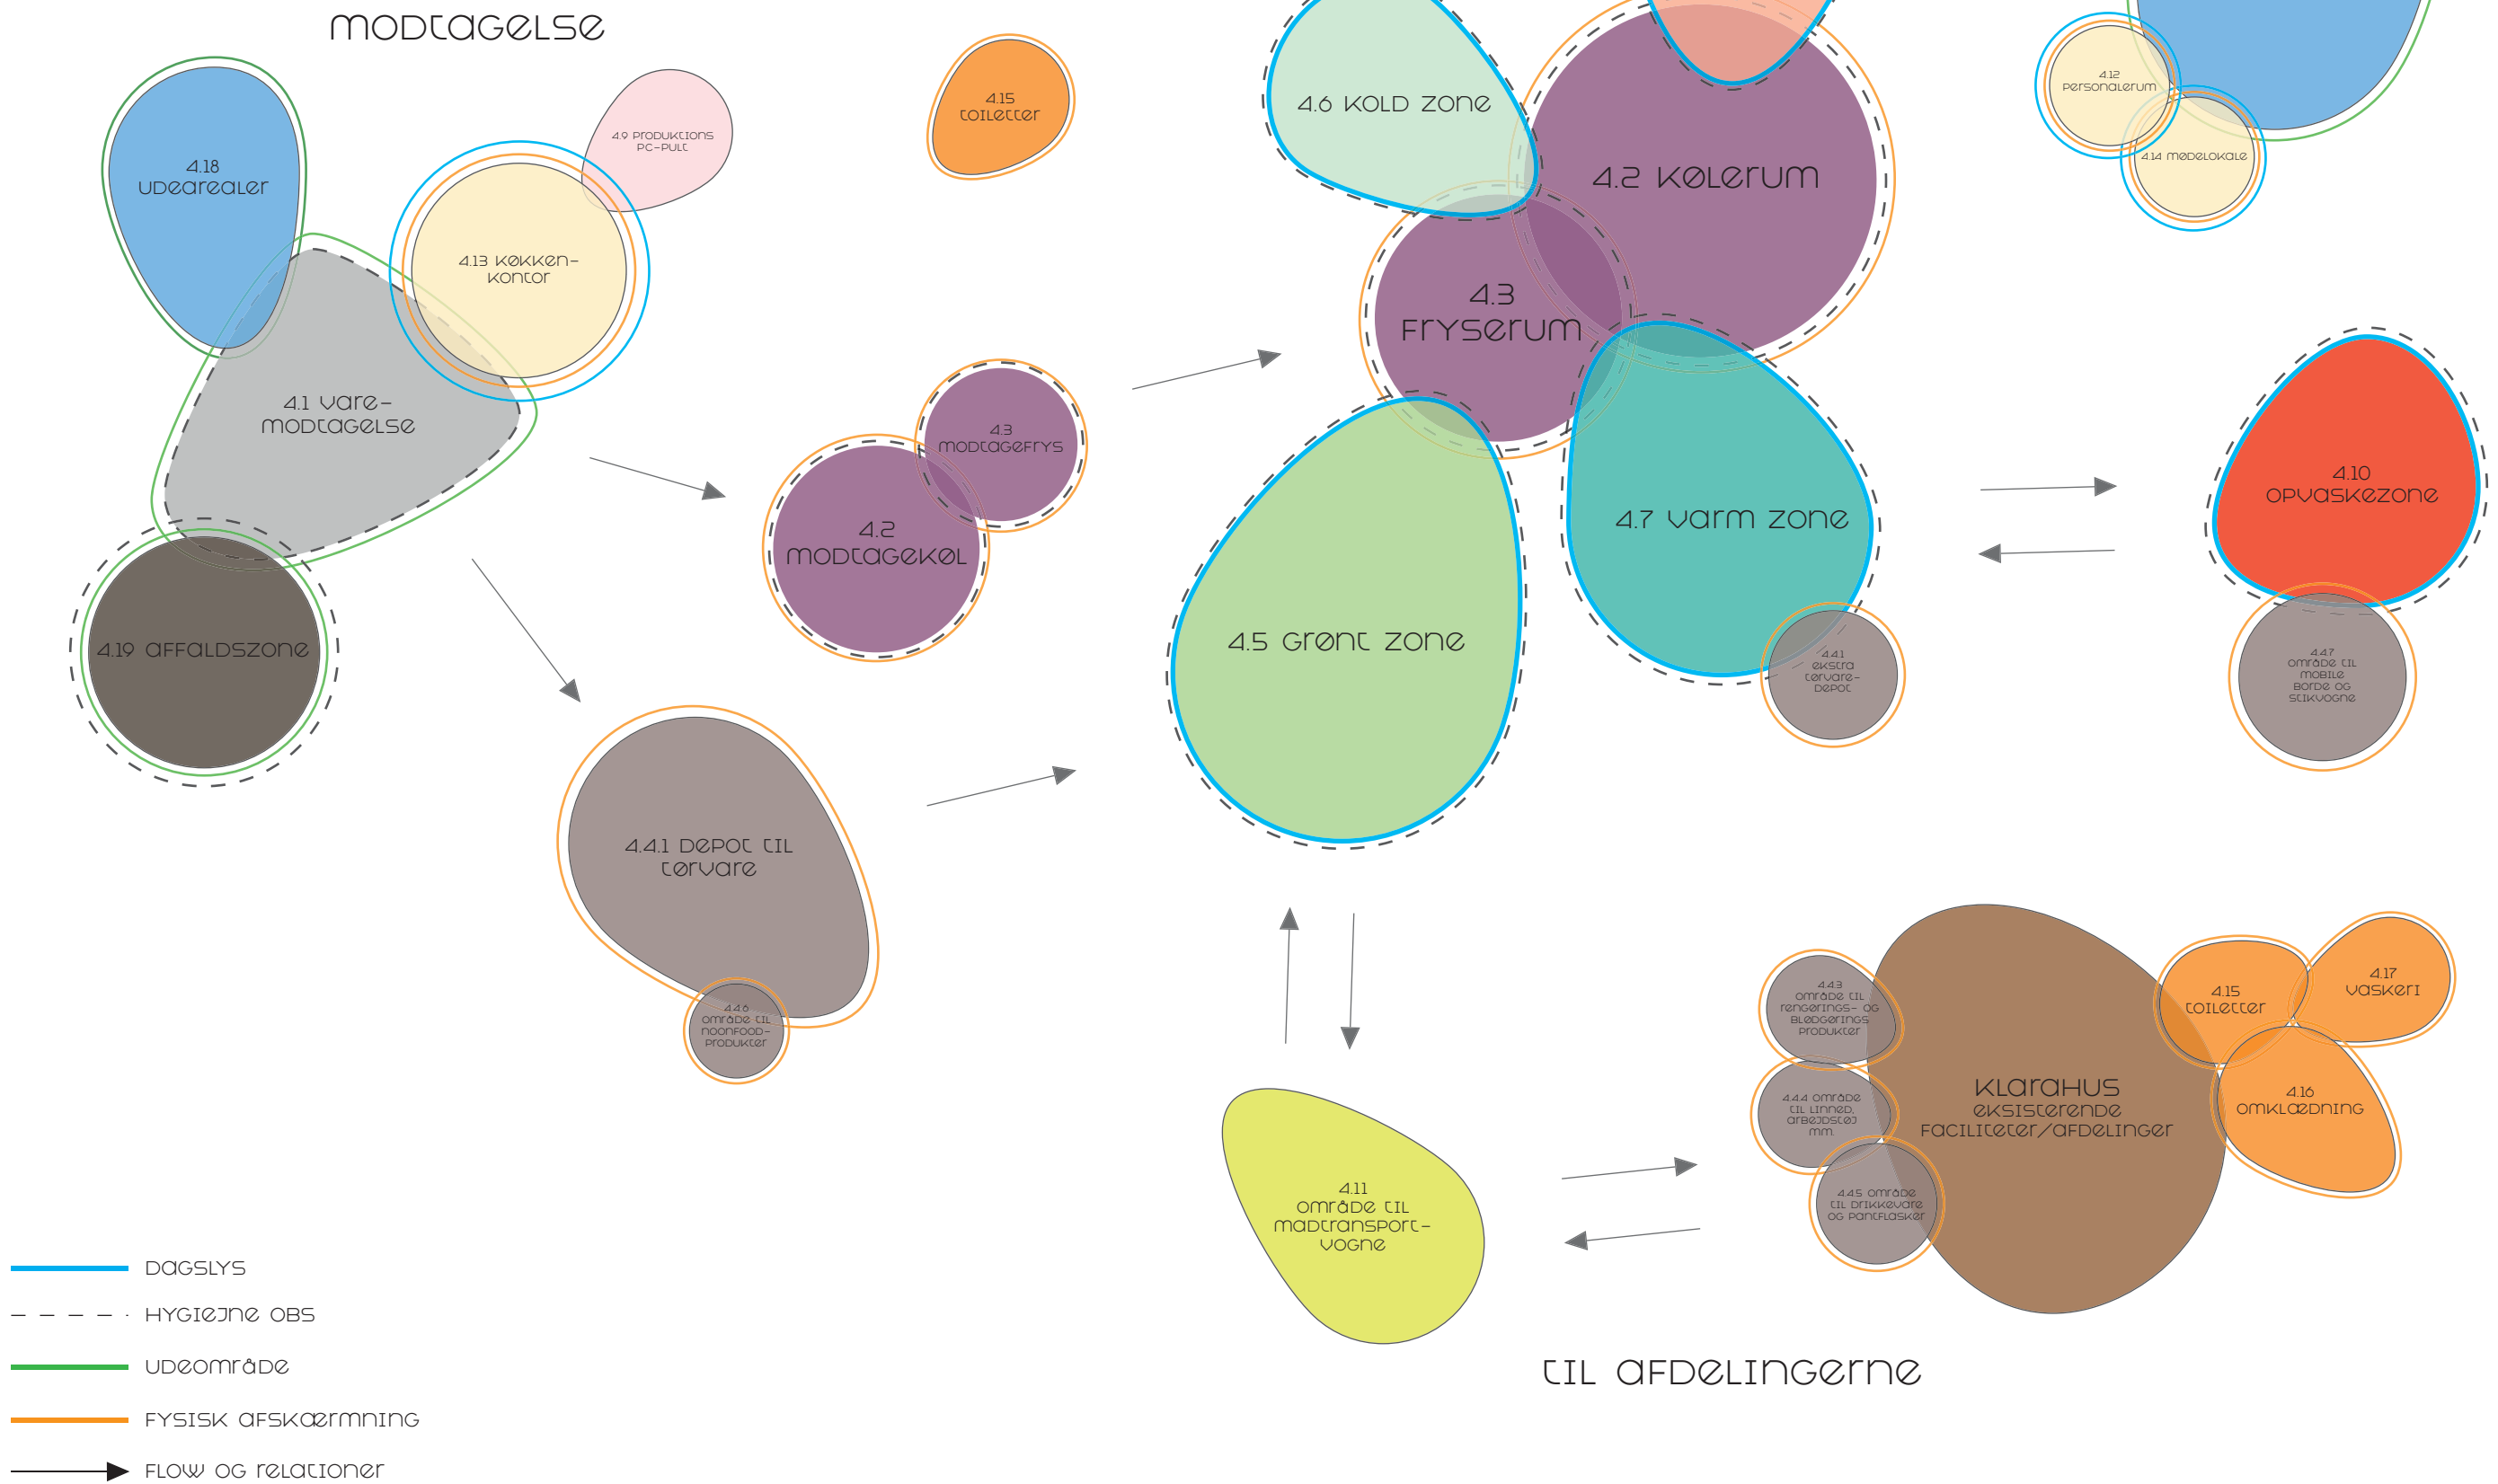 MODTAGELSE
4.18
UDEAREALER
4.9 PRODUKTIONS
PC-PULT
4.15
TOILETTER
4.13 KØKKEN-
KONTOR
4.1 VARE-
MODTAGELSE
4.19 AFFALDSZONE
4.3
MODTAGEFRYS
4.2
MODTAGEKØL
4.4.1 DEPOT TIL
TØRVARE
4.4.6
OMRÅDE TIL
NOONFOOD-
PRODUKTER
4.6 KOLD ZONE
4.2 KØLERUM
4.3
FRYSERUM
4.7 VARM ZONE
4.5 GRØNT ZONE
4.4.1
EKSTRA
TØRVARE-
DEPOT
4.12
PERSONALERUM
4.14 MØDELOKALE
4.10
OPVASKEZONE
4.4.7
OMRÅDE TIL
MOBILE
BORDE OG
STIKVOGNE
4.11
OMRÅDE TIL
MADTRANSPORT-
VOGNE
4.4.3
OMRÅDE TIL
RENGØRINGS- OG
BLØDGØRINGS
PRODUKTER
4.4.4 OMRÅDE
TIL LINNED,
ARBEJDSTØJ
MM.
4.4.5 OMRÅDE
TIL DRIKKEVARE
OG PANTFLASKER
KLARAHUS
EKSISTERENDE
FACILITETER/AFDELINGER
4.15
TOILETTER
4.17
VASKERI
4.16
OMKLÆDNING
TIL AFDELINGERNE
DAGSLYS
HYGIEJNE OBS
UDEOMRÅDE
FYSISK AFSKÆRMNING
FLOW OG RELATIONER